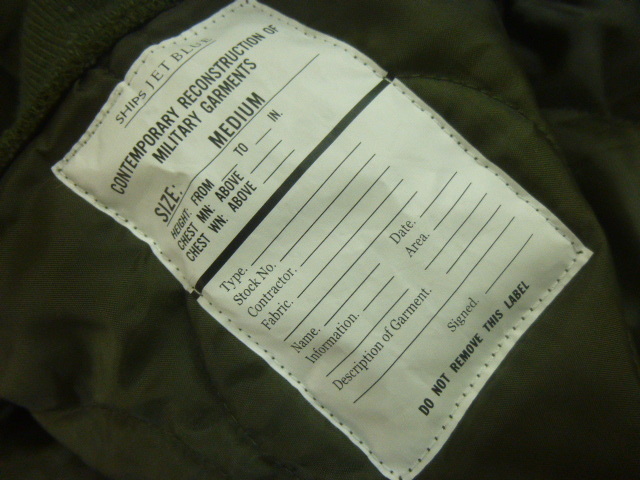 SHIPS JET BLUE
CONTEMPORARY RECONSTRUCTION OF
MILITARY GARMENTS
SIZE: MEDIUM
HEIGHT: FROM TO IN.
CHEST MN: ABOVE
CHEST WN: ABOVE
Type.
Stock No.
Contractor. Date.
Fabric. Area.
Name.
Information.
Description of Garment.
Signed.
DO NOT REMOVE THIS LABEL